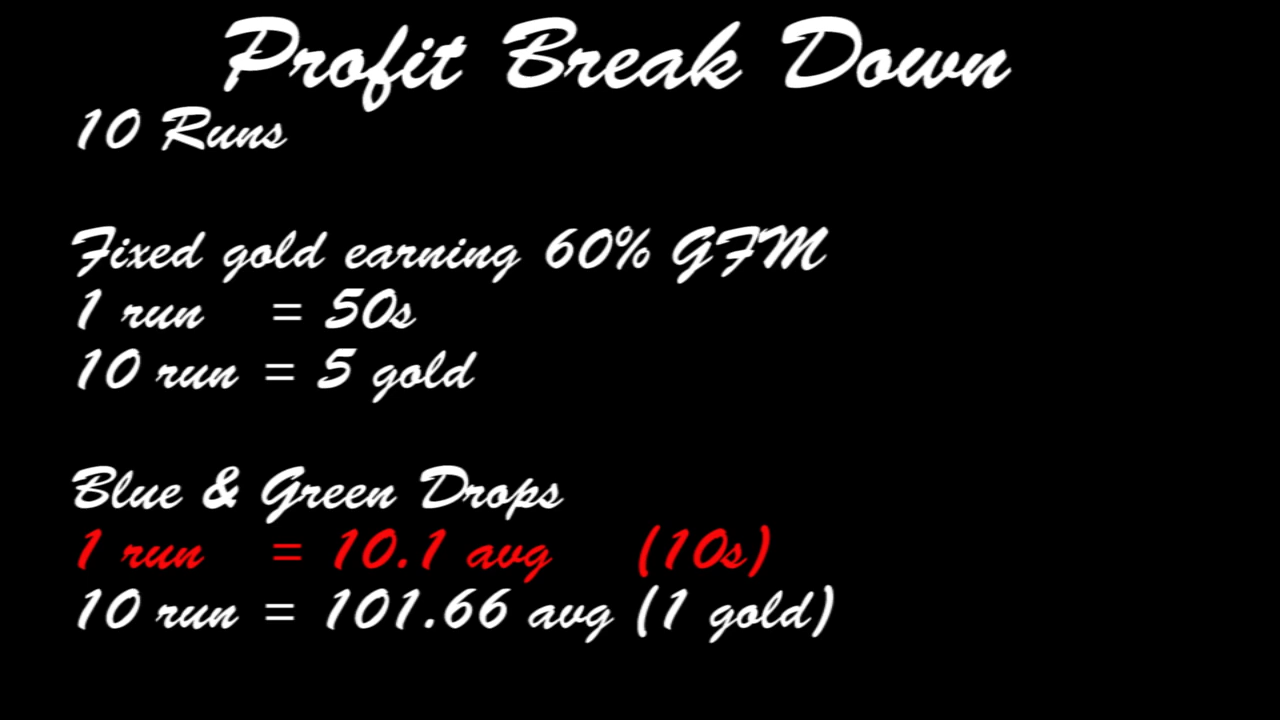 Profit Break Down
10 Runs
Fixed gold earning 60% GFM
1 run = 50s
10 run = 5 gold
Blue & Green Drops
1 run = 10.1 avg (10s)
10 run = 101.66 avg (1 gold)